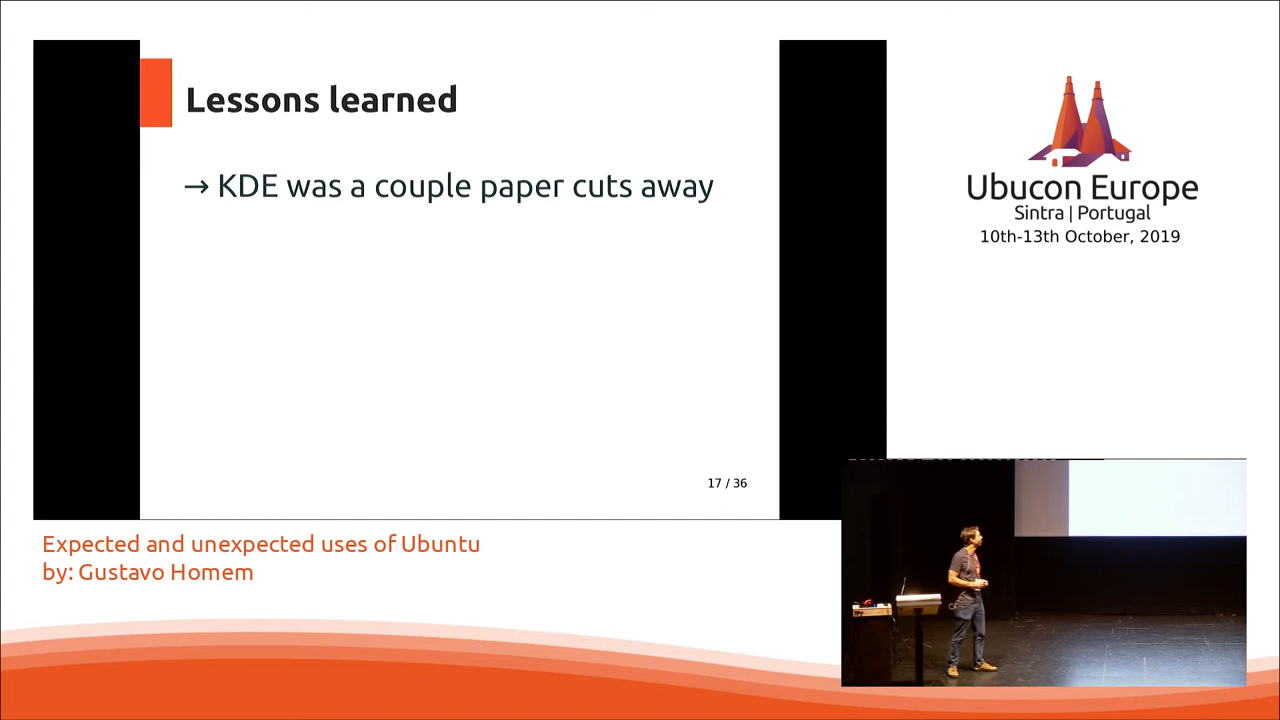 Lessons learned
→ KDE was a couple paper cuts away
17 / 36
Ubucon Europe
Sintra | Portugal
10th-13th October, 2019
Expected and unexpected uses of Ubuntu
by: Gustavo Homem